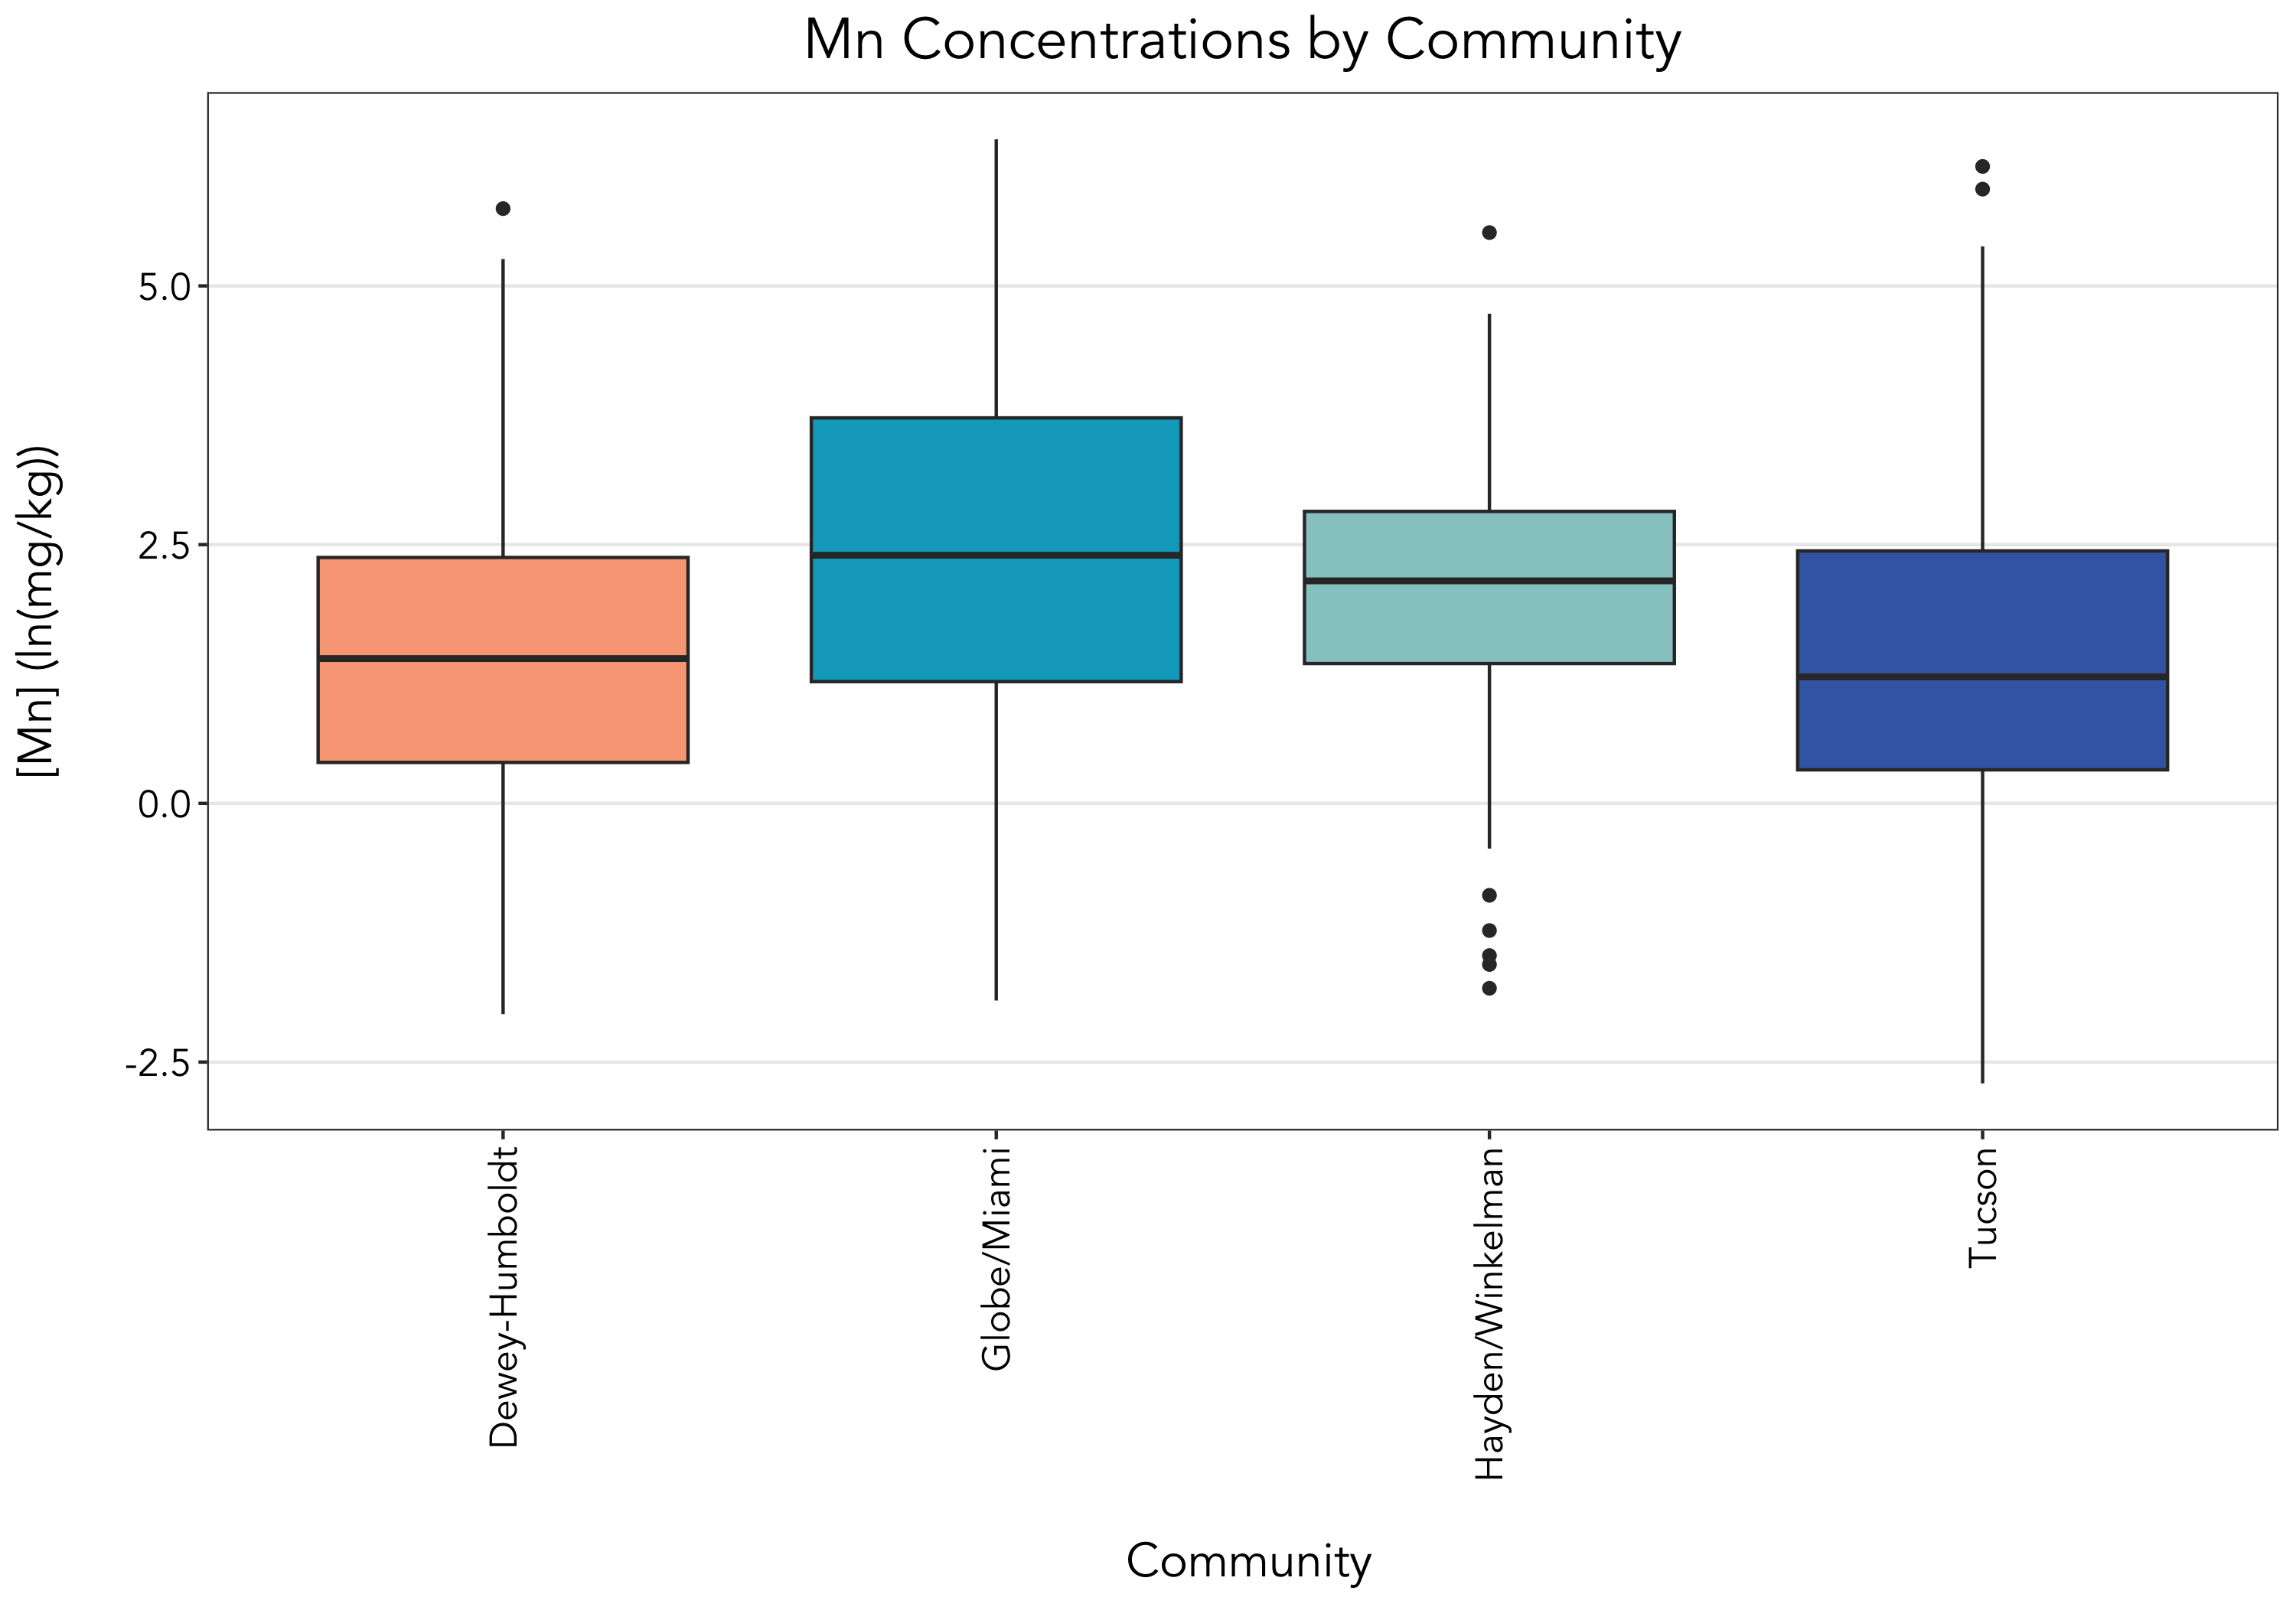 Mn Concentrations by Community
[Mn] (ln(mg/kg))
5.0
2.5
0.0
-2.5
Dewey-Humboldt
Globe/Miami
Hayden/Winkelman
Tucson
Community